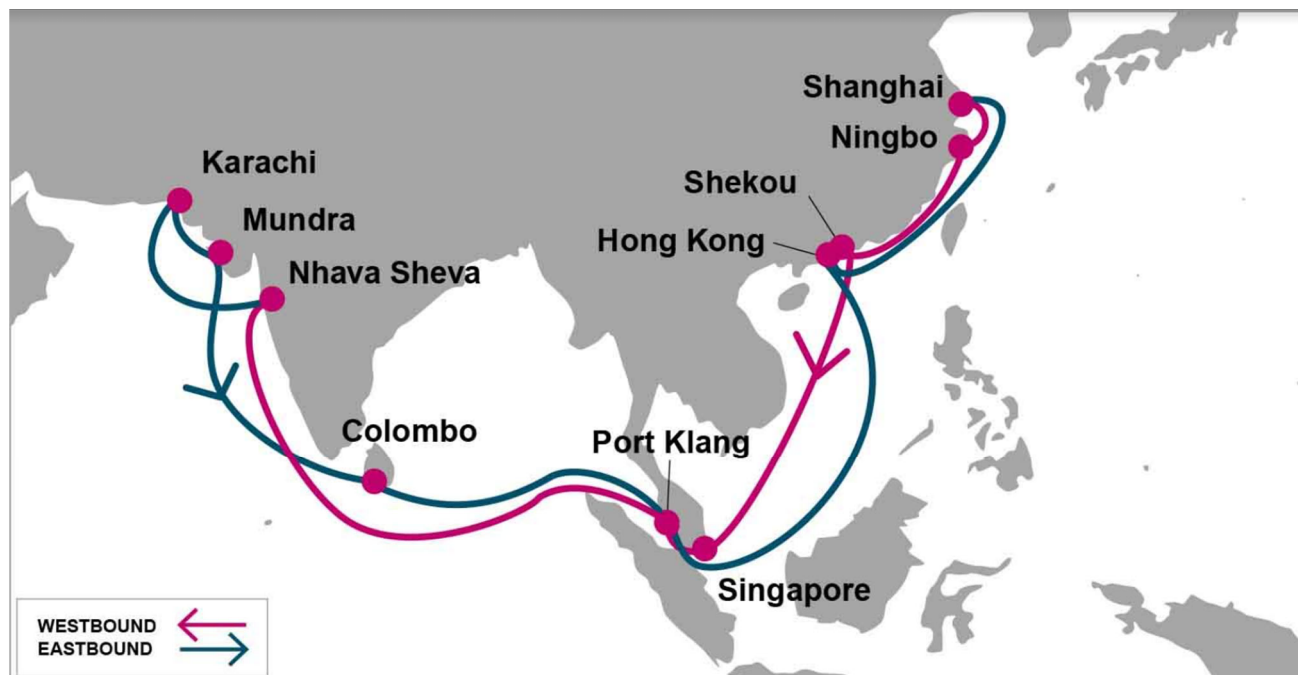 Shanghai
Ningbo
Karachi
Shekou
Mundra
Hong Kong
Nhava Sheva
Colombo
Port Klang
Singapore
WESTBOUND
EASTBOUND